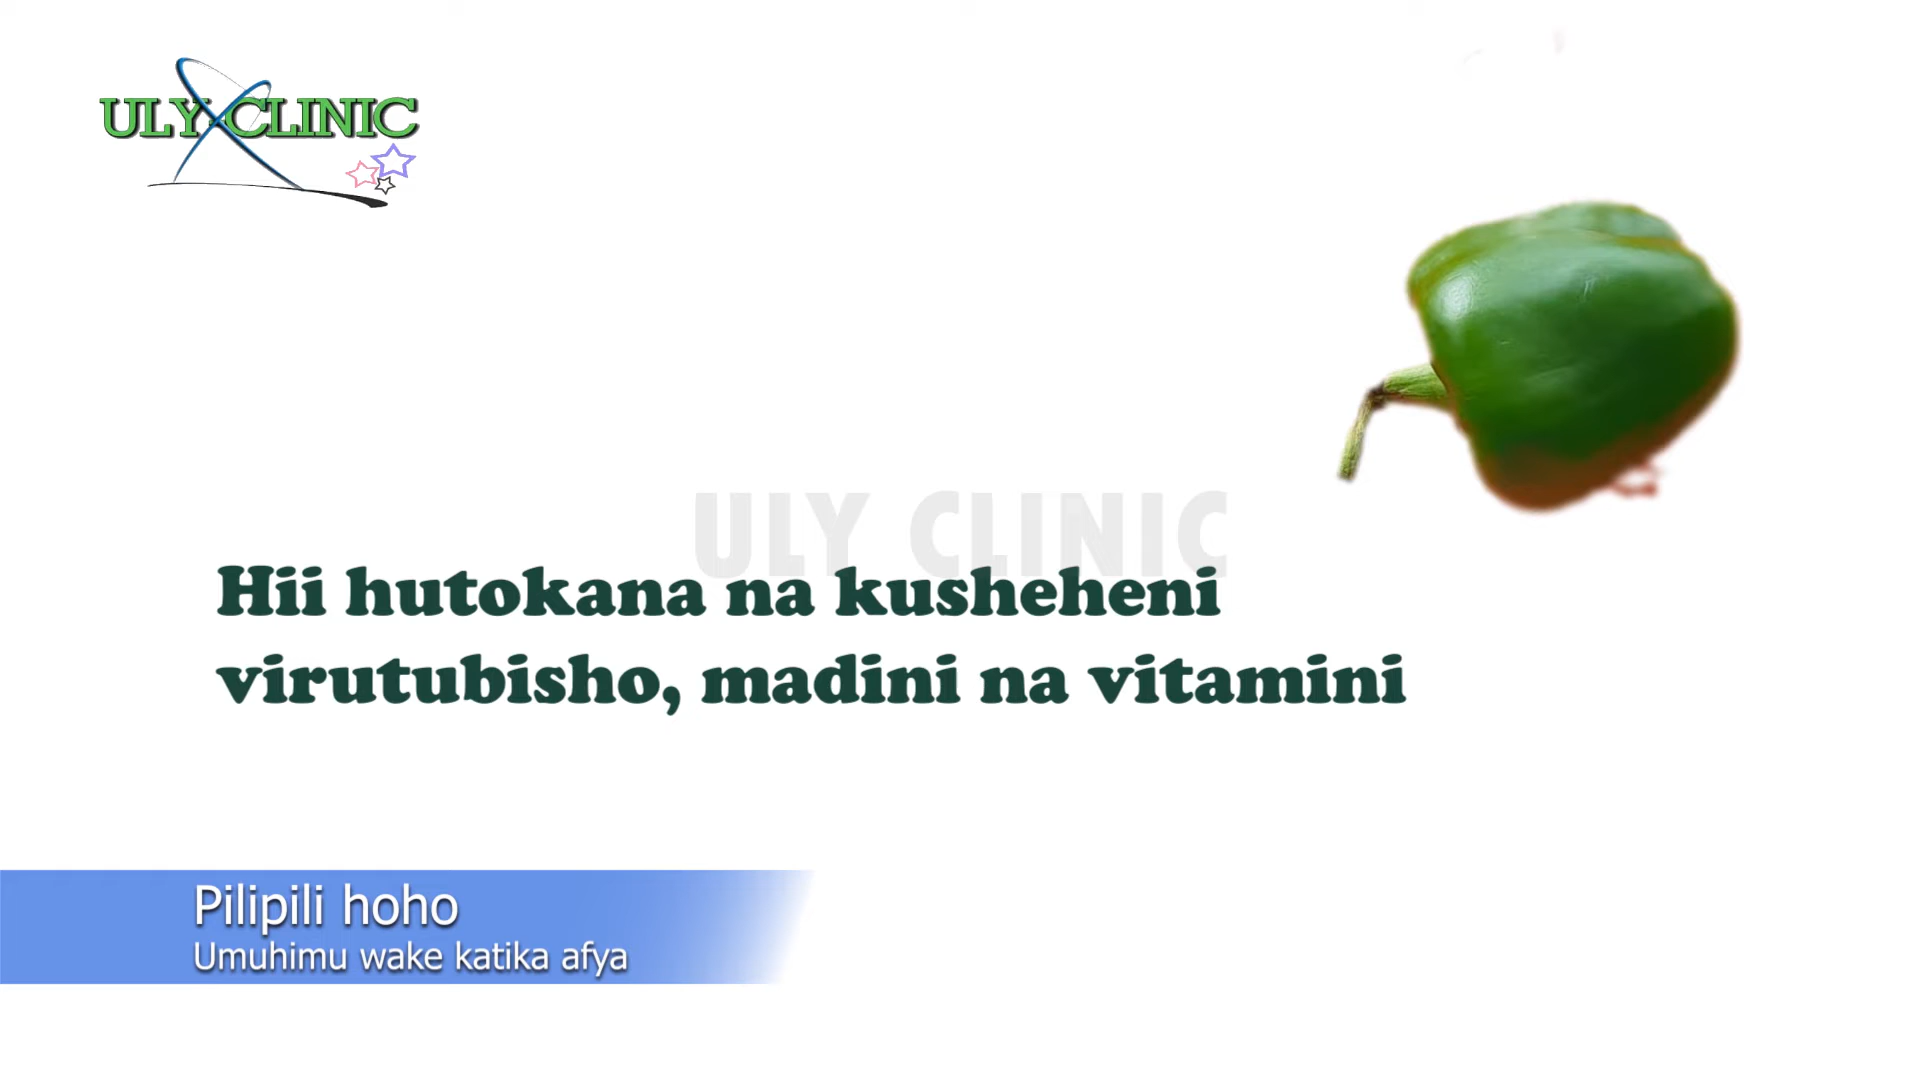 ULY CLINIC
ULY CLINIC
Hii hutokana na kusheheni
virutubisho, madini na vitamini
Pilipili hoho
Umuhimu wake katika afya